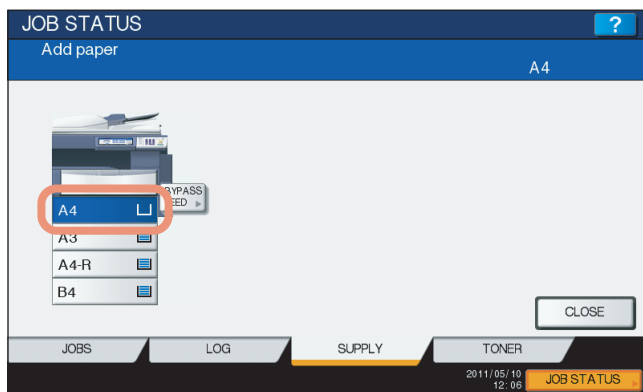 JOB STATUS
?
Add paper
A4
BYPASS
FEED
A4
A3
A4-R
B4
CLOSE
JOBS
LOG
SUPPLY
TONER
2011/05/10
12:06
JOB STATUS